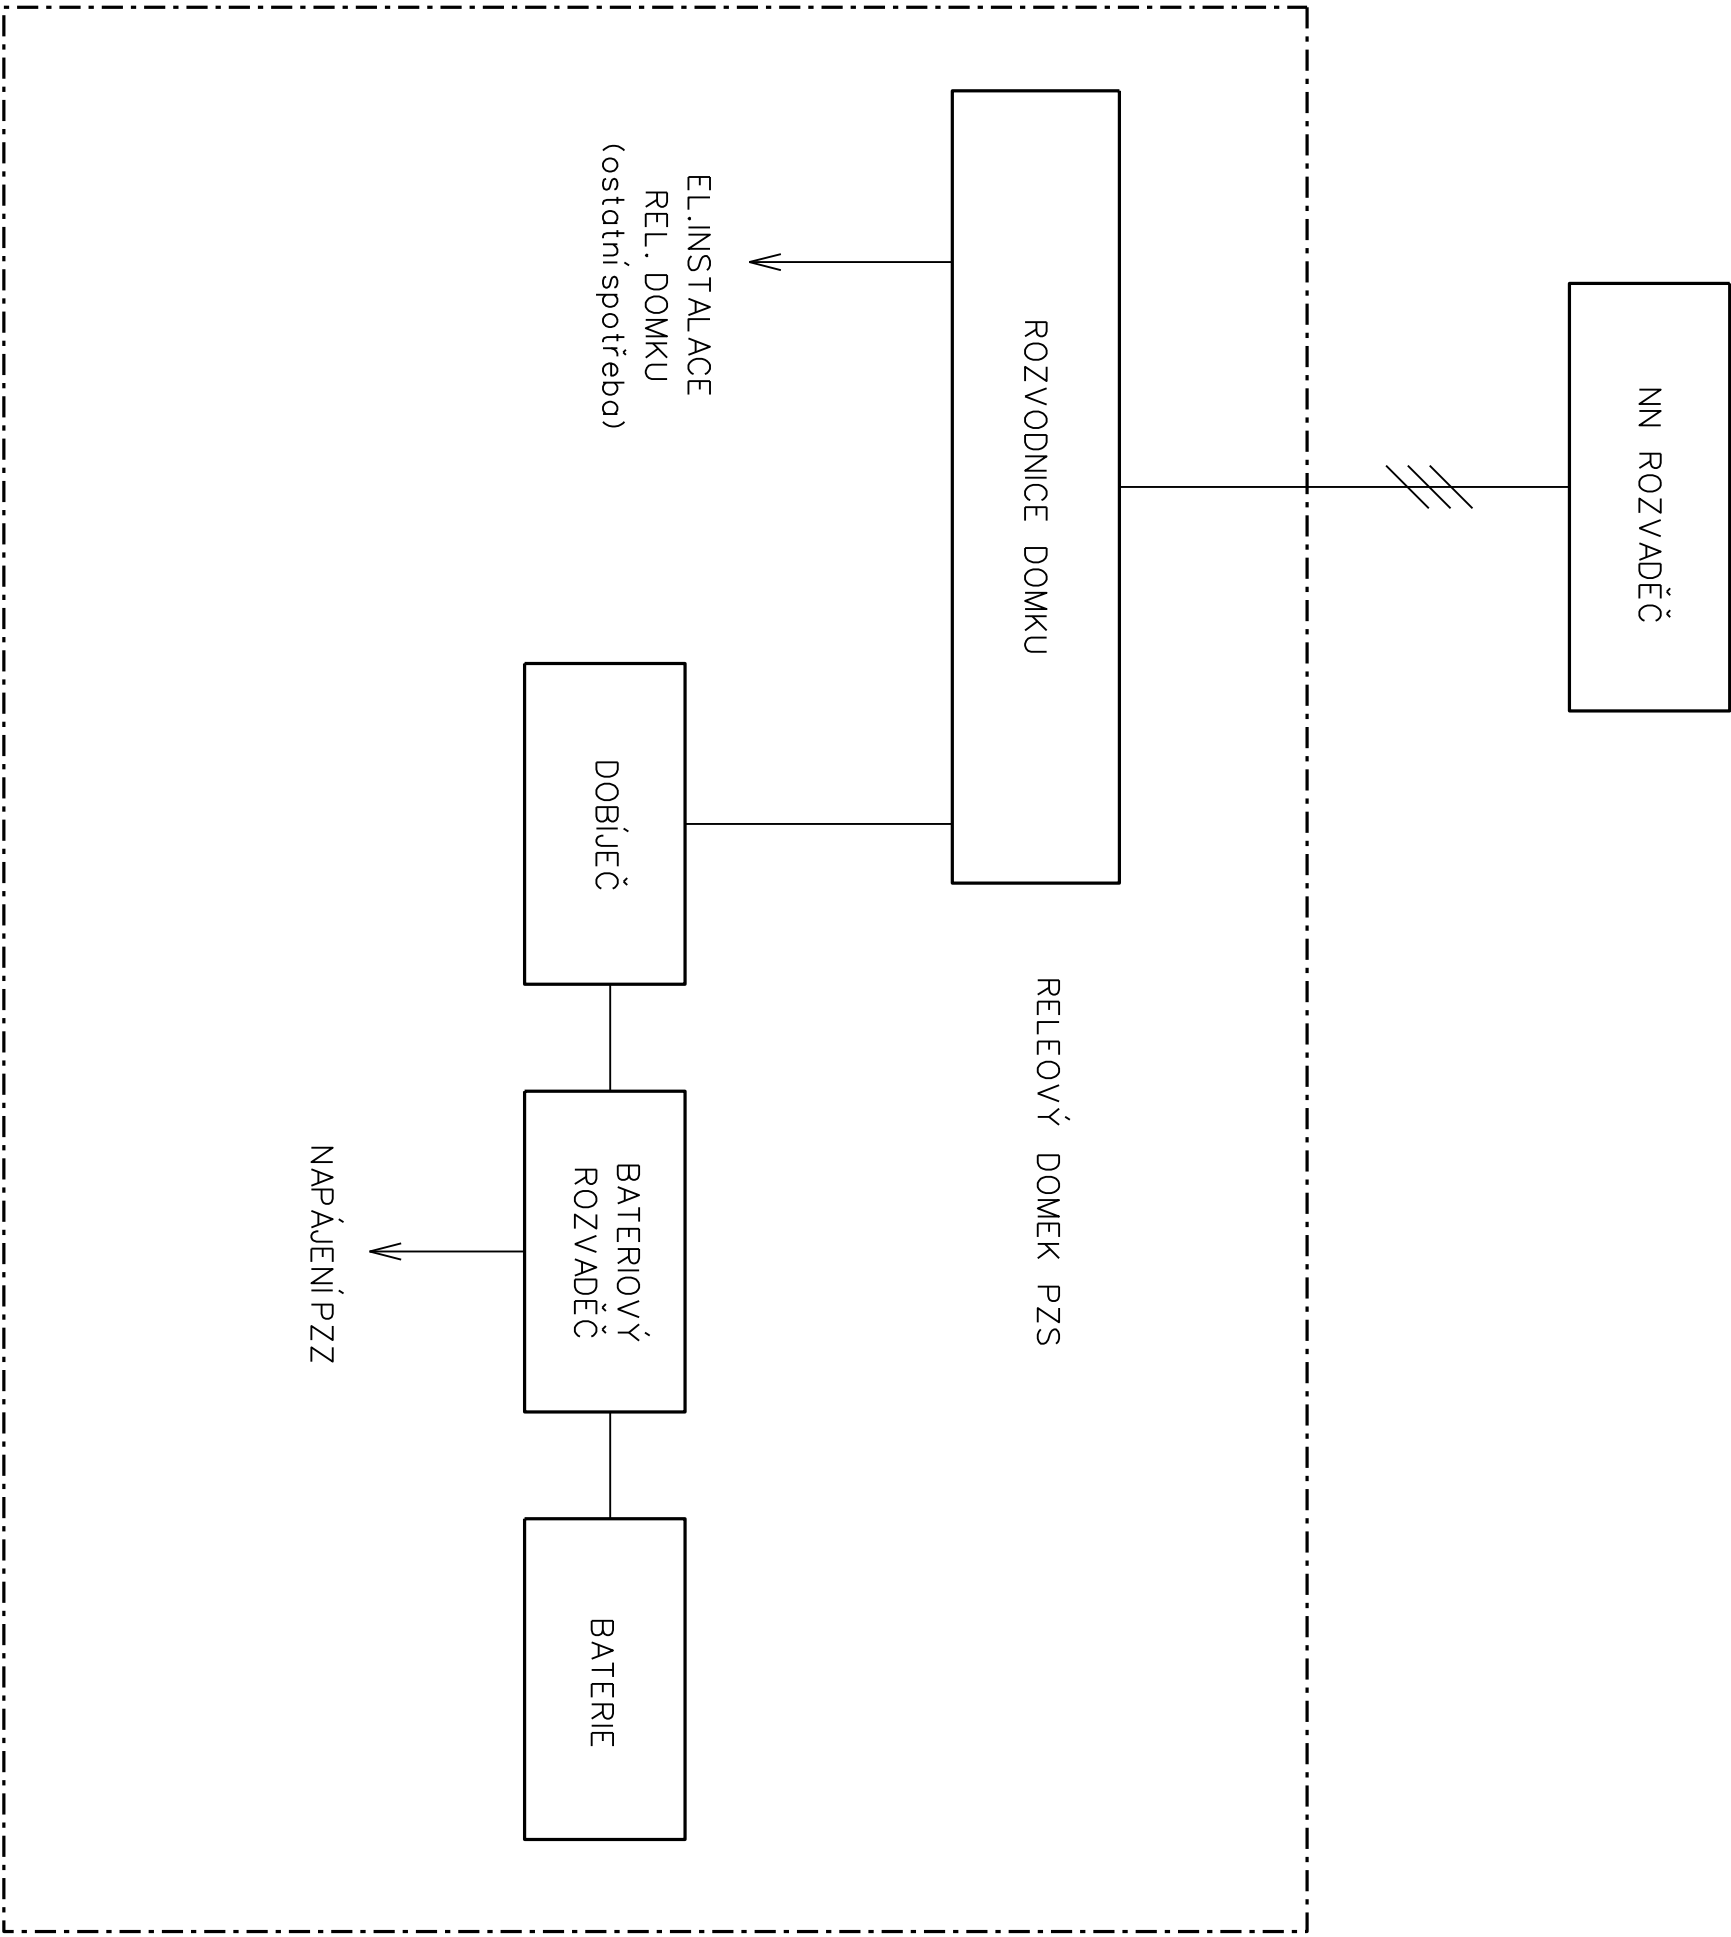 NN ROZVADĚČ
ROZVODNICE DOMKU
RELEOVÝ DOMEK PZS
EL.INSTALACE
REL. DOMKU
(ostatní spotřeba)
DOBÍJEČ
BATERIOVÝ
ROZVADĚČ
BATERIE
NAPÁJENÍ PZZ